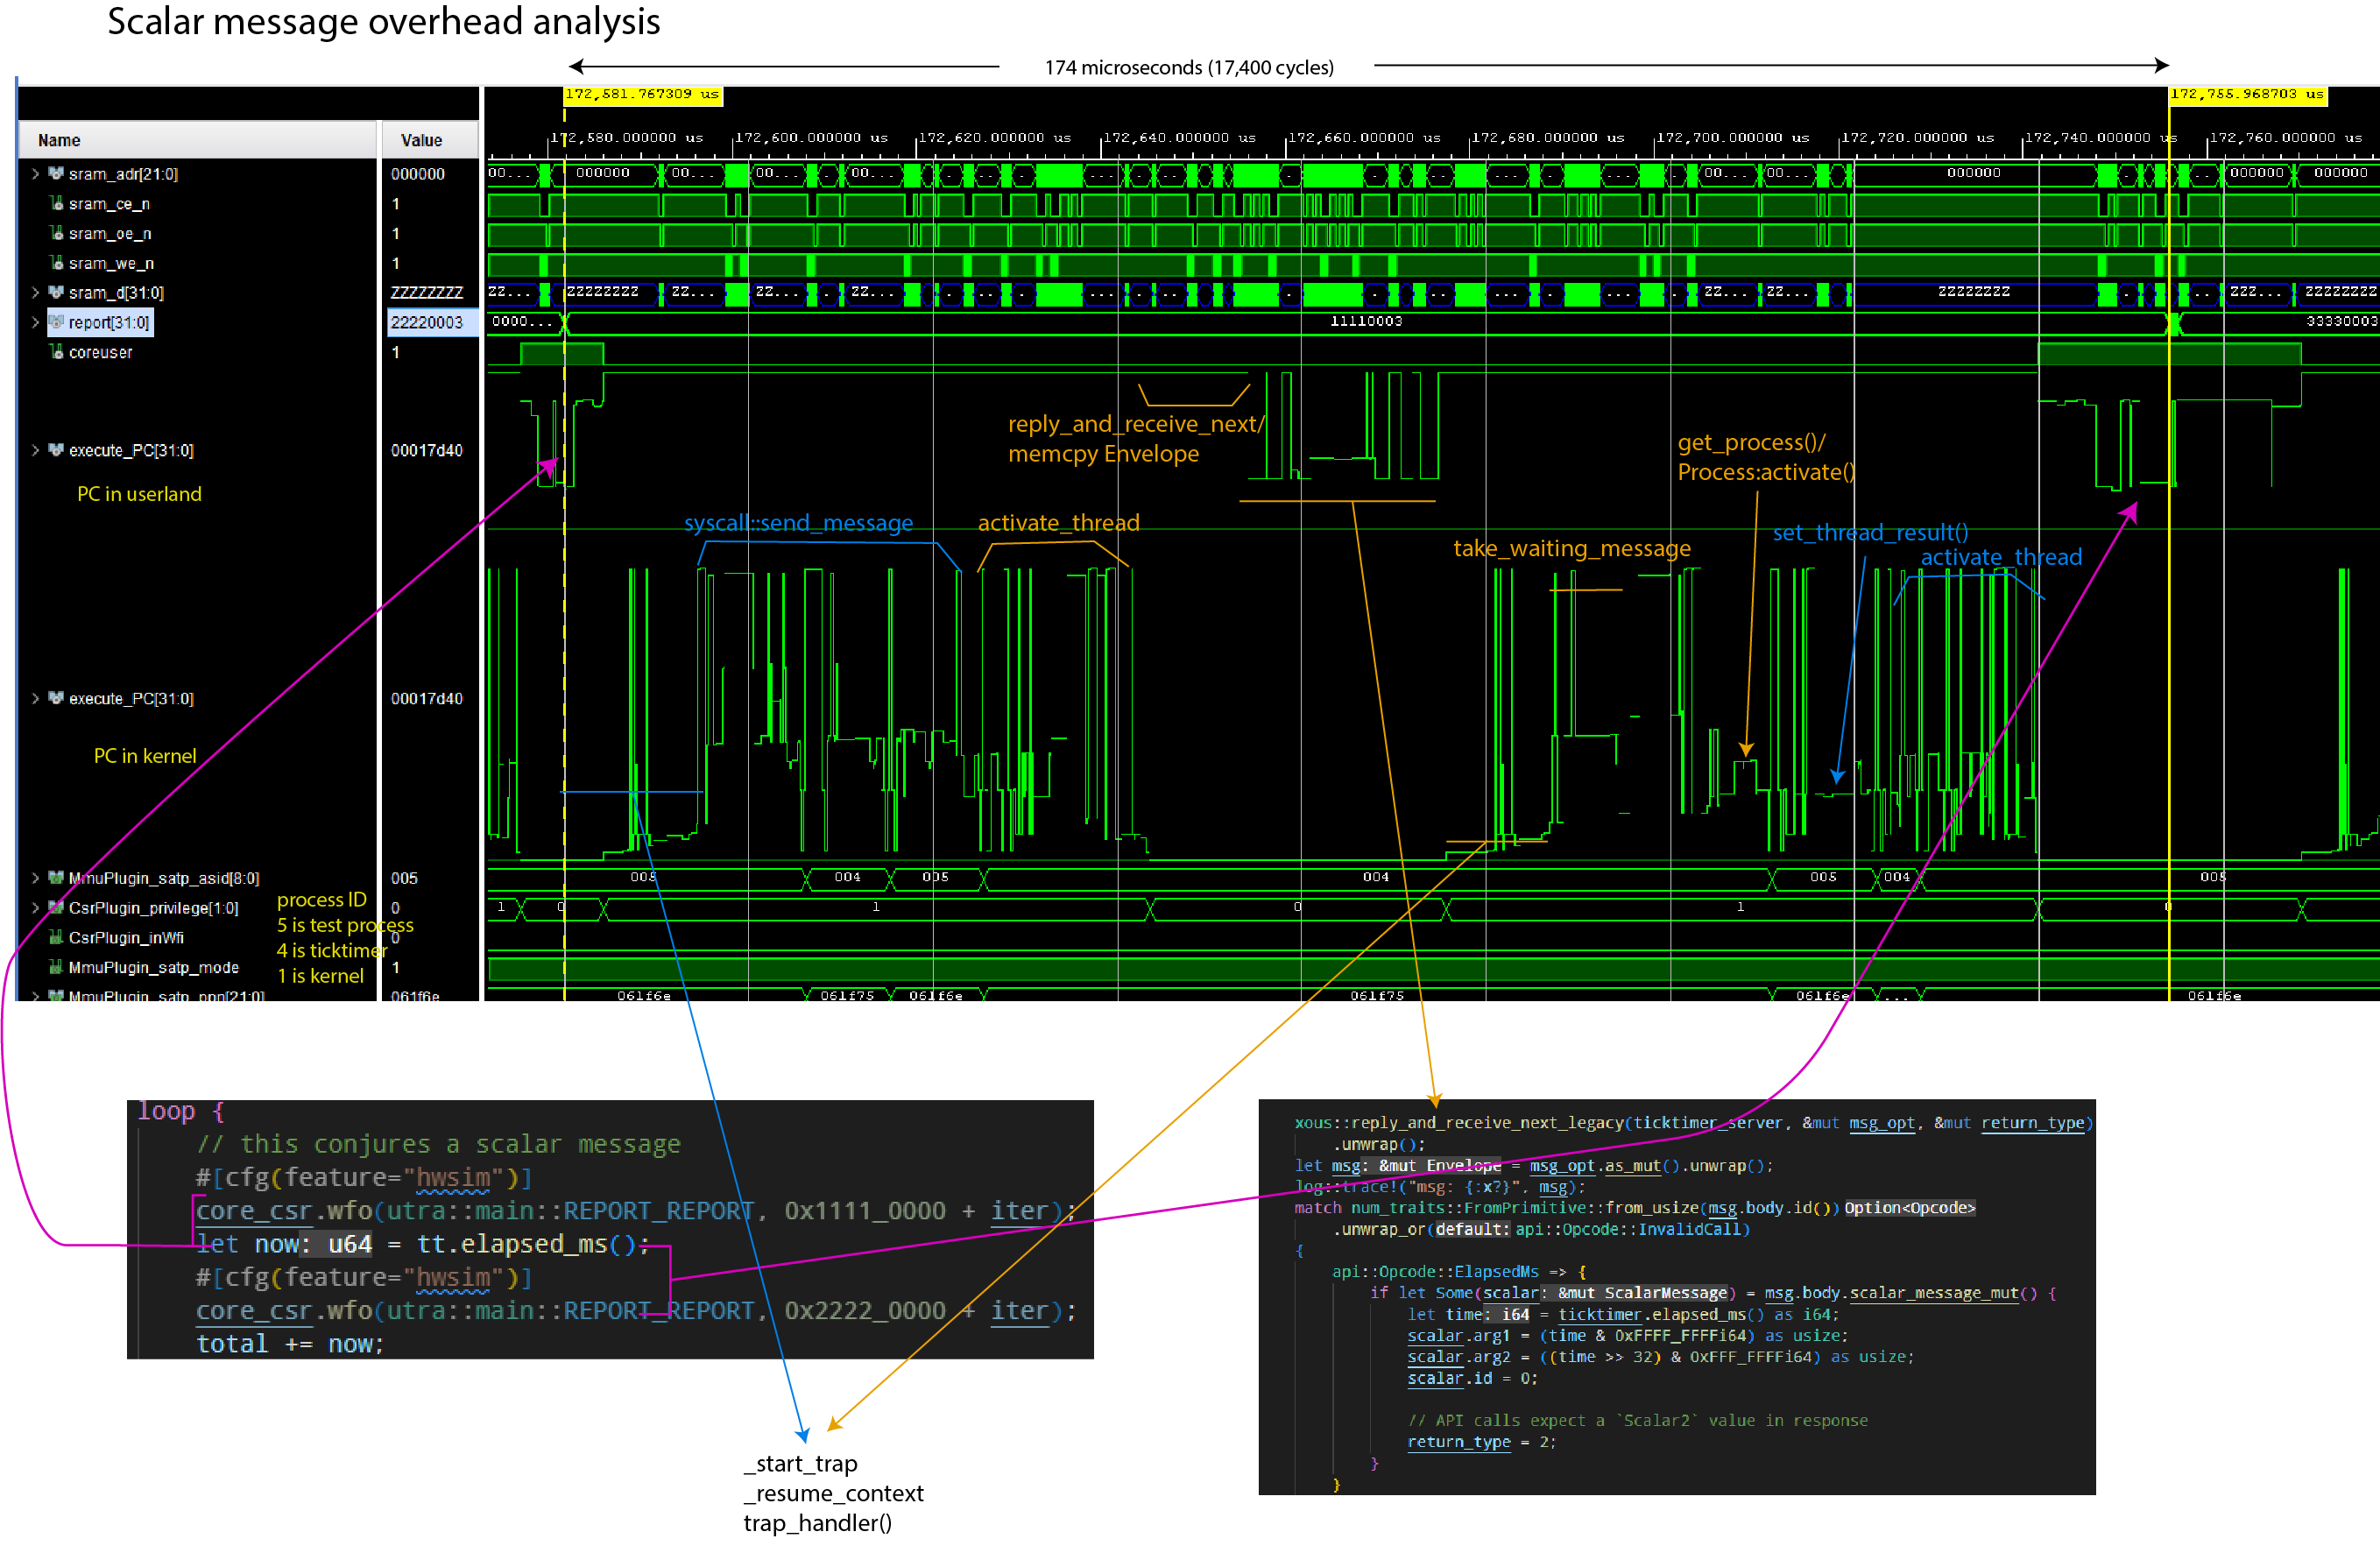 Scalar message overhead analysis
174 microseconds (17,400 cycles)
172,581.767309 us
172,755.968703 us
Name Value
172,580.000000 us 172,600.000000 us 172,620.000000 us 172,640.000000 us 172,660.000000 us 172,680.000000 us 172,700.000000 us 172,720.000000 us 172,740.000000 us 172,760.000000 us
sram_adr[21:0] 000000 00... 000000 00... 00... 00... 00... 00... 000000 000000 000000
sram_ce_n 1
sram_oe_n 1
sram_we_n 1
sram_d[31:0] ZZZZZZZZ ZZ... ZZZZZZZZ ZZ... ZZ... ZZ... ZZ... ZZ... ZZZZZZZZ ZZZ... ZZZZZZZZ
report[31:0] 22220003 0000... 11110003 33330003
coreuser 1
reply_and_receive_next/
memcpy Envelope
execute_PC[31:0] 00017d40
get_process()/
Process:activate()
PC in userland
syscall::send_message activate_thread
set_thread_result()
take_waiting_message
activate_thread
execute_PC[31:0] 00017d40
PC in kernel
MmuPlugin_satp_asid[8:0] 005 005 004 005 004 005 004 005
CsrPlugin_privilege[1:0] 0 1 0 1 0 1 0
CsrPlugin_inWfi 0
MmuPlugin_satp_mode 1
MmuPlugin_satp_ppn[21:0] 061f6e 061f6e 061f75 061f6e 061f75 061f6e ... 061f6e
process ID
5 is test process
4 is ticktimer
1 is kernel
loop {
// this conjures a scalar message
#[cfg(feature="hwsim")]
core_csr.wfo(utra::main::REPORT_REPORT, 0x1111_0000 + iter);
let now: u64 = tt.elapsed_ms();
#[cfg(feature="hwsim")]
core_csr.wfo(utra::main::REPORT_REPORT, 0x2222_0000 + iter);
total += now;
xous::reply_and_receive_next_legacy(ticktimer_server, &mut msg_opt, &mut return_type)
.unwrap();
let msg: &mut Envelope = msg_opt.as_mut().unwrap();
log::trace!("msg: {:x?}", msg);
match num_traits::FromPrimitive::from_usize(msg.body.id()) Option<Opcode>
.unwrap_or(default: api::Opcode::InvalidCall)
{
api::Opcode::ElapsedMs => {
if let Some(scalar: &mut ScalarMessage) = msg.body.scalar_message_mut() {
let time: i64 = ticktimer.elapsed_ms() as i64;
scalar.arg1 = (time & 0xFFFF_FFFFi64) as usize;
scalar.arg2 = ((time >> 32) & 0xFFF_FFFFi64) as usize;
scalar.id = 0;
// API calls expect a `Scalar2` value in response
return_type = 2;
}
}
_start_trap
_resume_context
trap_handler()